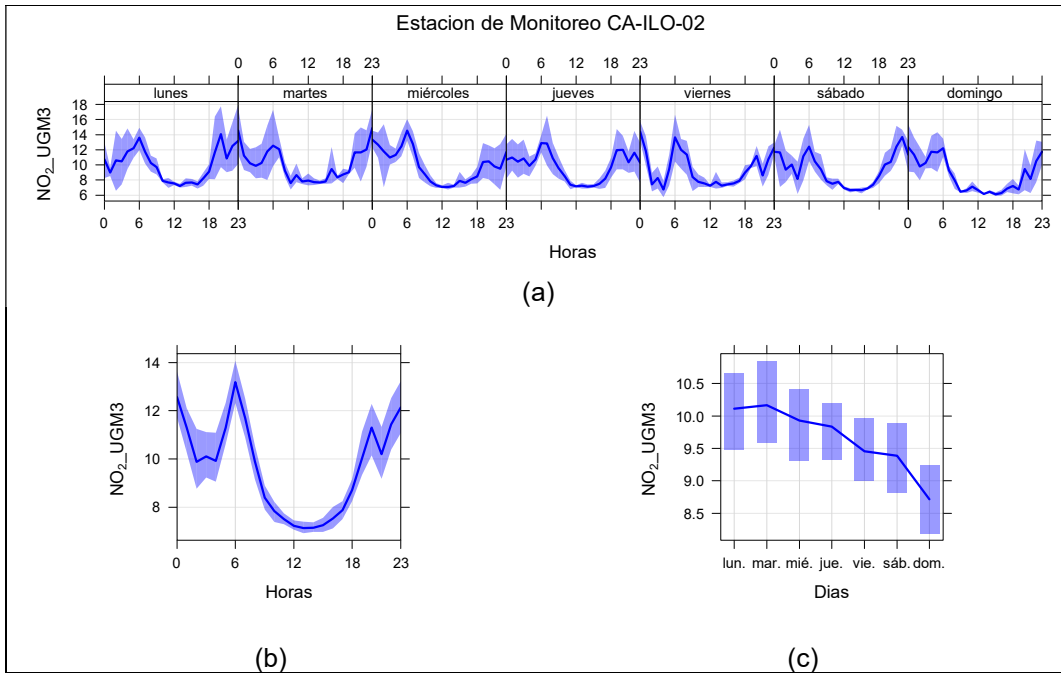 Estacion de Monitoreo CA-ILO-02
0 6 18 23 0 6 18 23 0 6 18 23
lunes martes miércoles jueves viernes sábado domingo
NO2_UGM3
18
16
14
12
10
8
6
0 6 12 23 0 6 12 18 23 0 6 12 18 23 0 6 12 18 23
Horas
(a)
NO2_UGM3
14
12
10
8
0 6 12 18 23
Horas
(b)
NO2_UGM3
10.5
10.0
9.5
9.0
8.5
lun. mar. mié. jue. vie. sáb. dom.
Dias
(c)